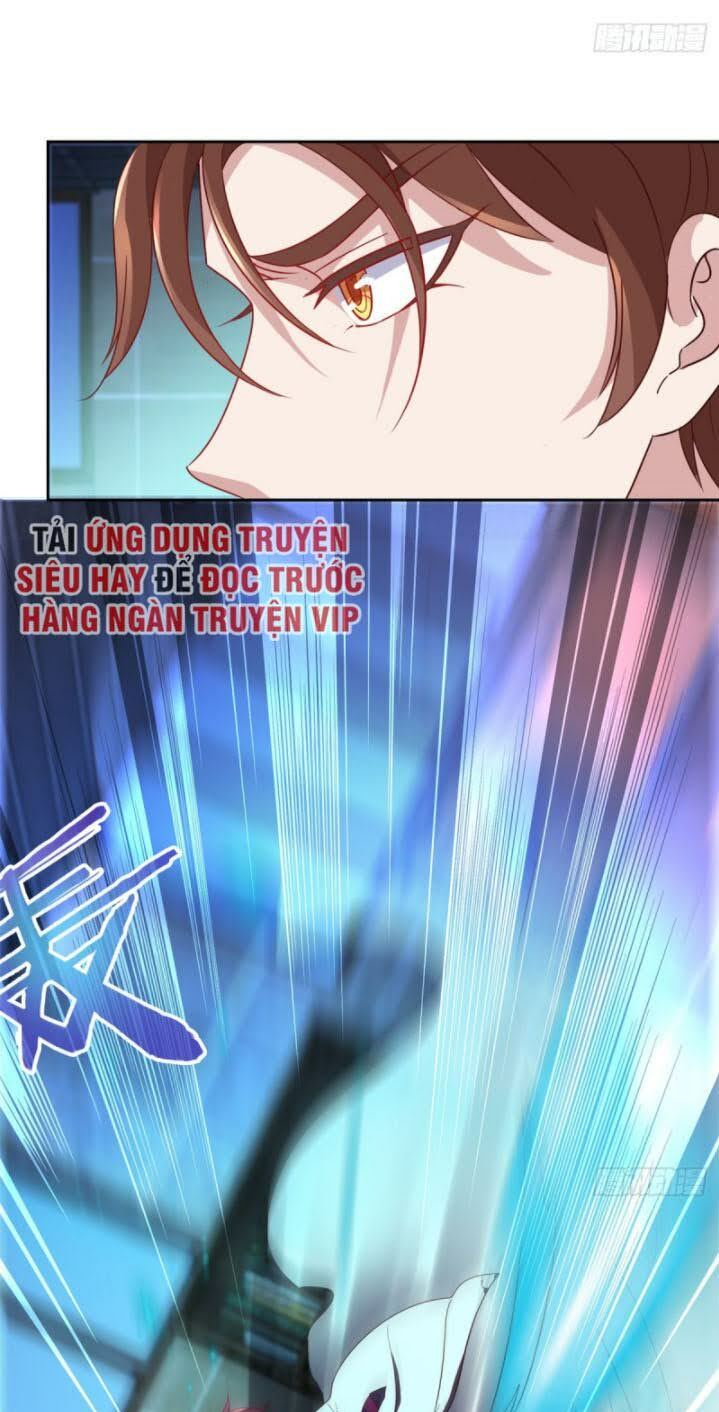 腾讯动漫
TẢI ỨNG DỤNG TRUYỆN
SIÊU HAY ĐỂ ĐỌC TRƯỚC
HÀNG NGÀN TRUYỆN VIP
腾讯动漫